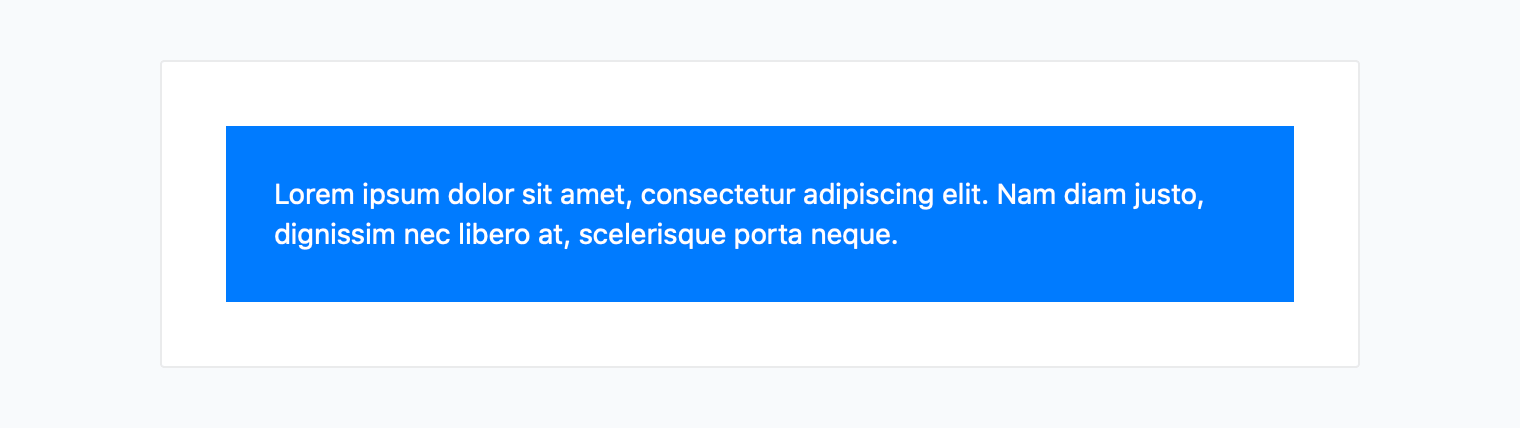 Lorem ipsum dolor sit amet, consectetur adipiscing elit. Nam diam justo,
dignissim nec libero at, scelerisque porta neque.